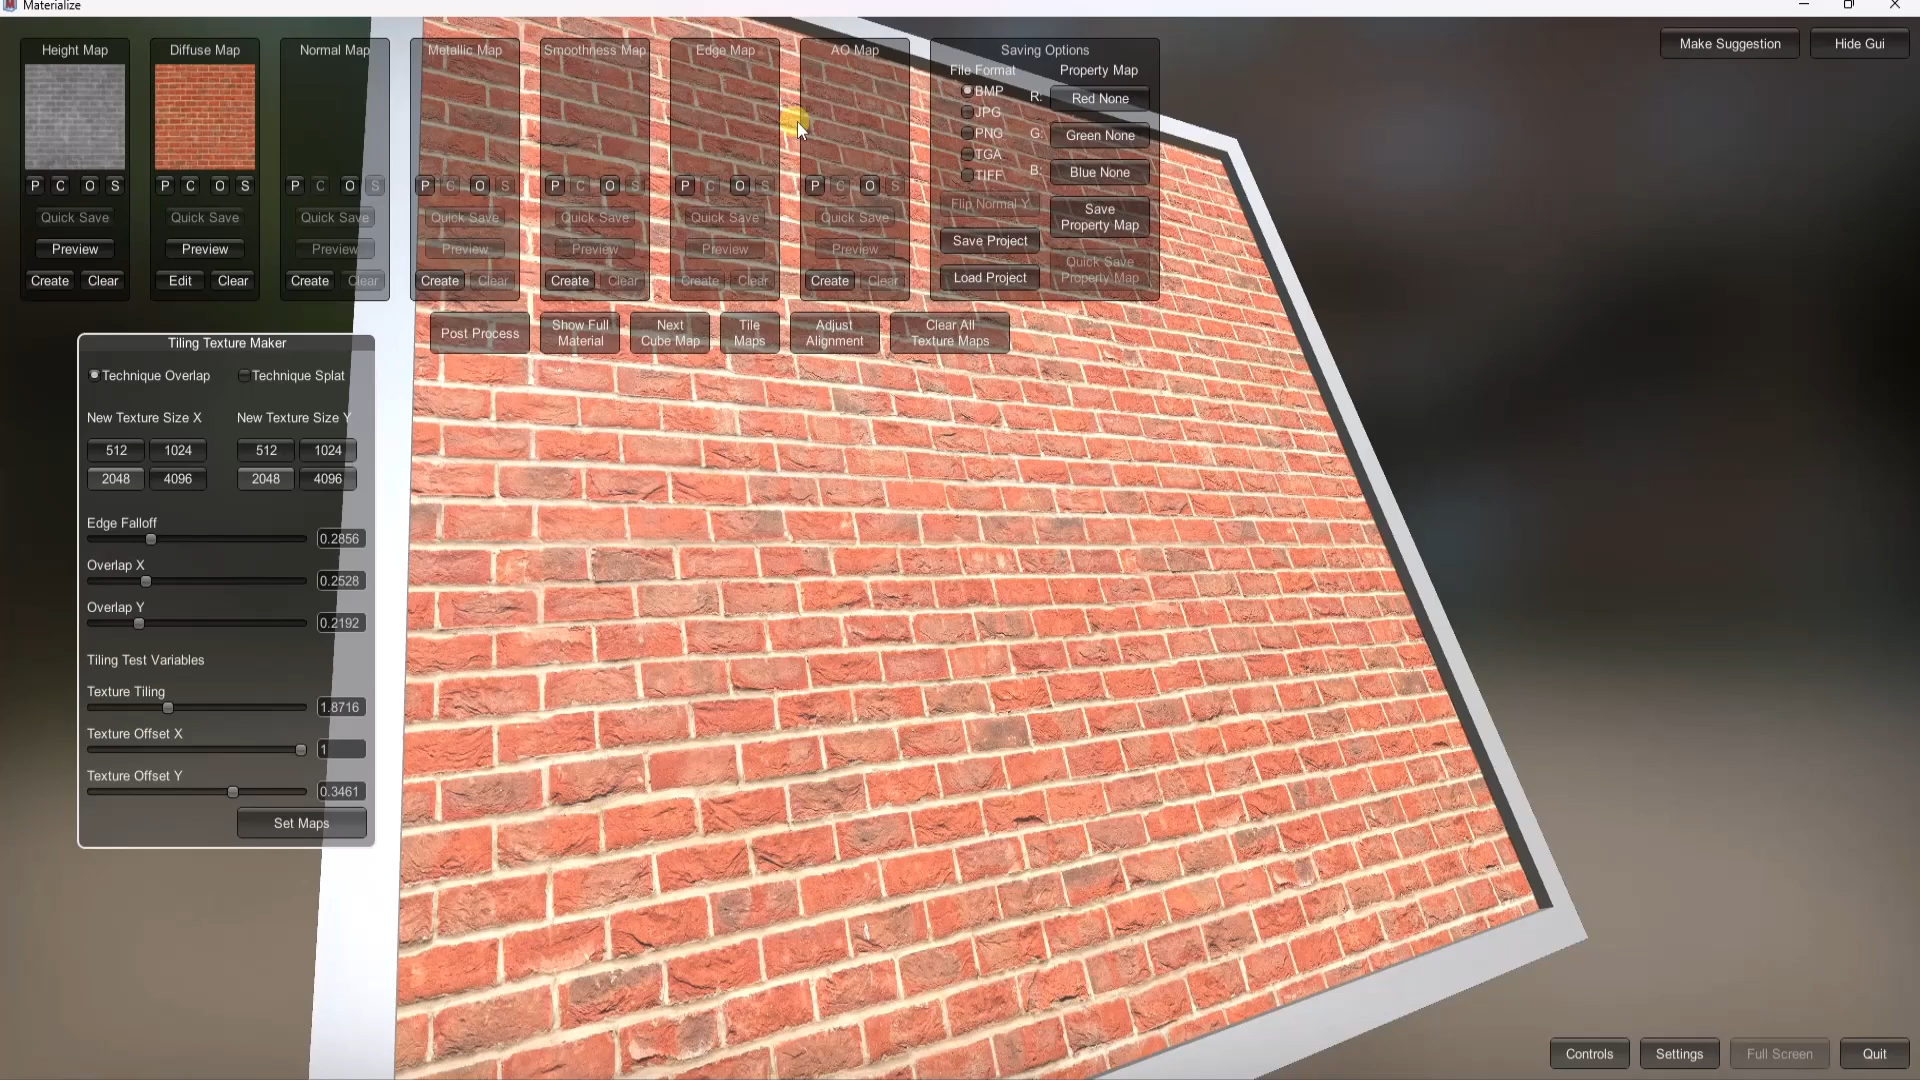 Materialize
Make Suggestion
Hide Gui
Height Map
Diffuse Map
Normal Map
Metallic Map
Smoothness Map
Edge Map
AO Map
Saving Options
File Format
Property Map
BMP
JPG
PNG
TGA
TIFF
R:
Red None
G:
Green None
B:
Blue None
P C O S
P C O S
P C O S
P C O S
P C O S
P C O S
P C O S
Quick Save
Quick Save
Quick Save
Quick Save
Quick Save
Quick Save
Quick Save
Flip Normal Y
Save
Property Map
Preview
Preview
Preview
Preview
Preview
Preview
Preview
Save Project
Quick Save
Property Map
Create Clear
Edit Clear
Create Clear
Create Clear
Create Clear
Create Clear
Create Clear
Load Project
Post Process
Show Full
Material
Next
Cube Map
Tile
Maps
Adjust
Alignment
Clear All
Texture Maps
Tiling Texture Maker
Technique Overlap
Technique Splat
New Texture Size X
New Texture Size Y
512 1024
512 1024
2048 4096
2048 4096
Edge Falloff
0.2856
Overlap X
0.2528
Overlap Y
0.2192
Tiling Test Variables
Texture Tiling
1.8716
Texture Offset X
1
Texture Offset Y
0.3461
Set Maps
Controls
Settings
Full Screen
Quit